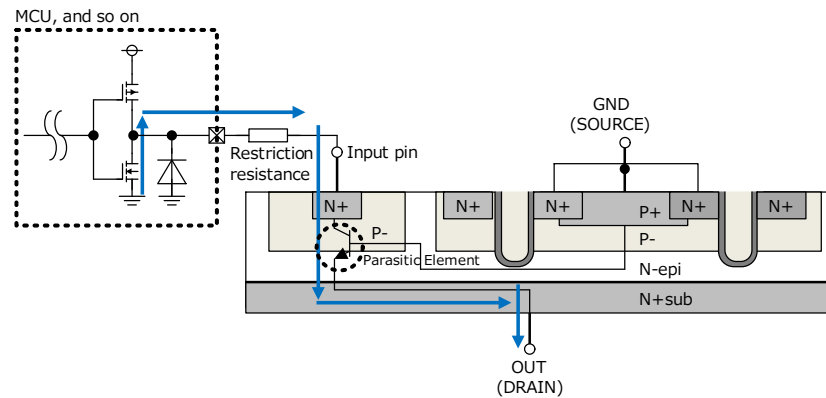 MCU, and so on
Restriction
resistance
Input pin
GND
(SOURCE)
N+
N+
N+
N+
N+
P+
P-
P-
Parasitic Element
N-epi
N+sub
OUT
(DRAIN)